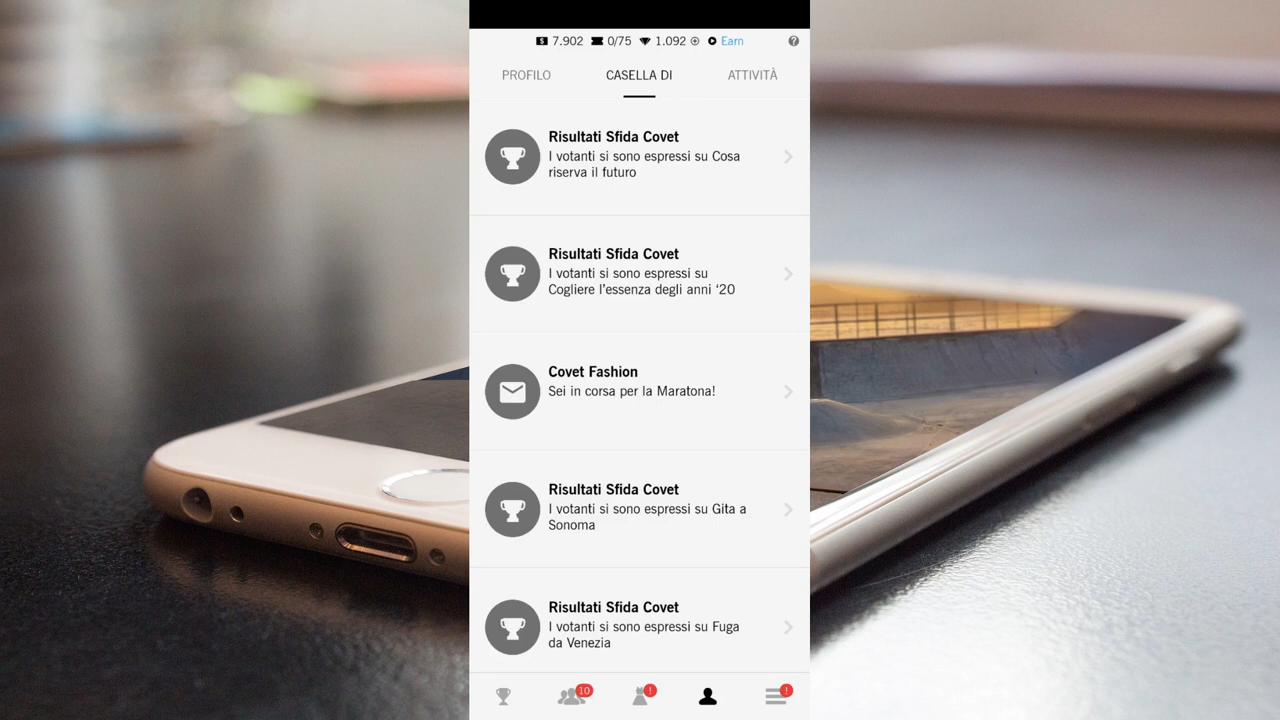 7.902 0/75 1.092 Earn ?
PROFILO CASELLA DI ATTIVITÀ
Risultati Sfida Covet
I votanti si sono espressi su Cosa
riserva il futuro
Risultati Sfida Covet
I votanti si sono espressi su
Cogliere l'essenza degli anni ‘20
Covet Fashion
Sei in corsa per la Maratona!
Risultati Sfida Covet
I votanti si sono espressi su Gita a
Sonoma
Risultati Sfida Covet
I votanti si sono espressi su Fuga
da Venezia
10 ! !